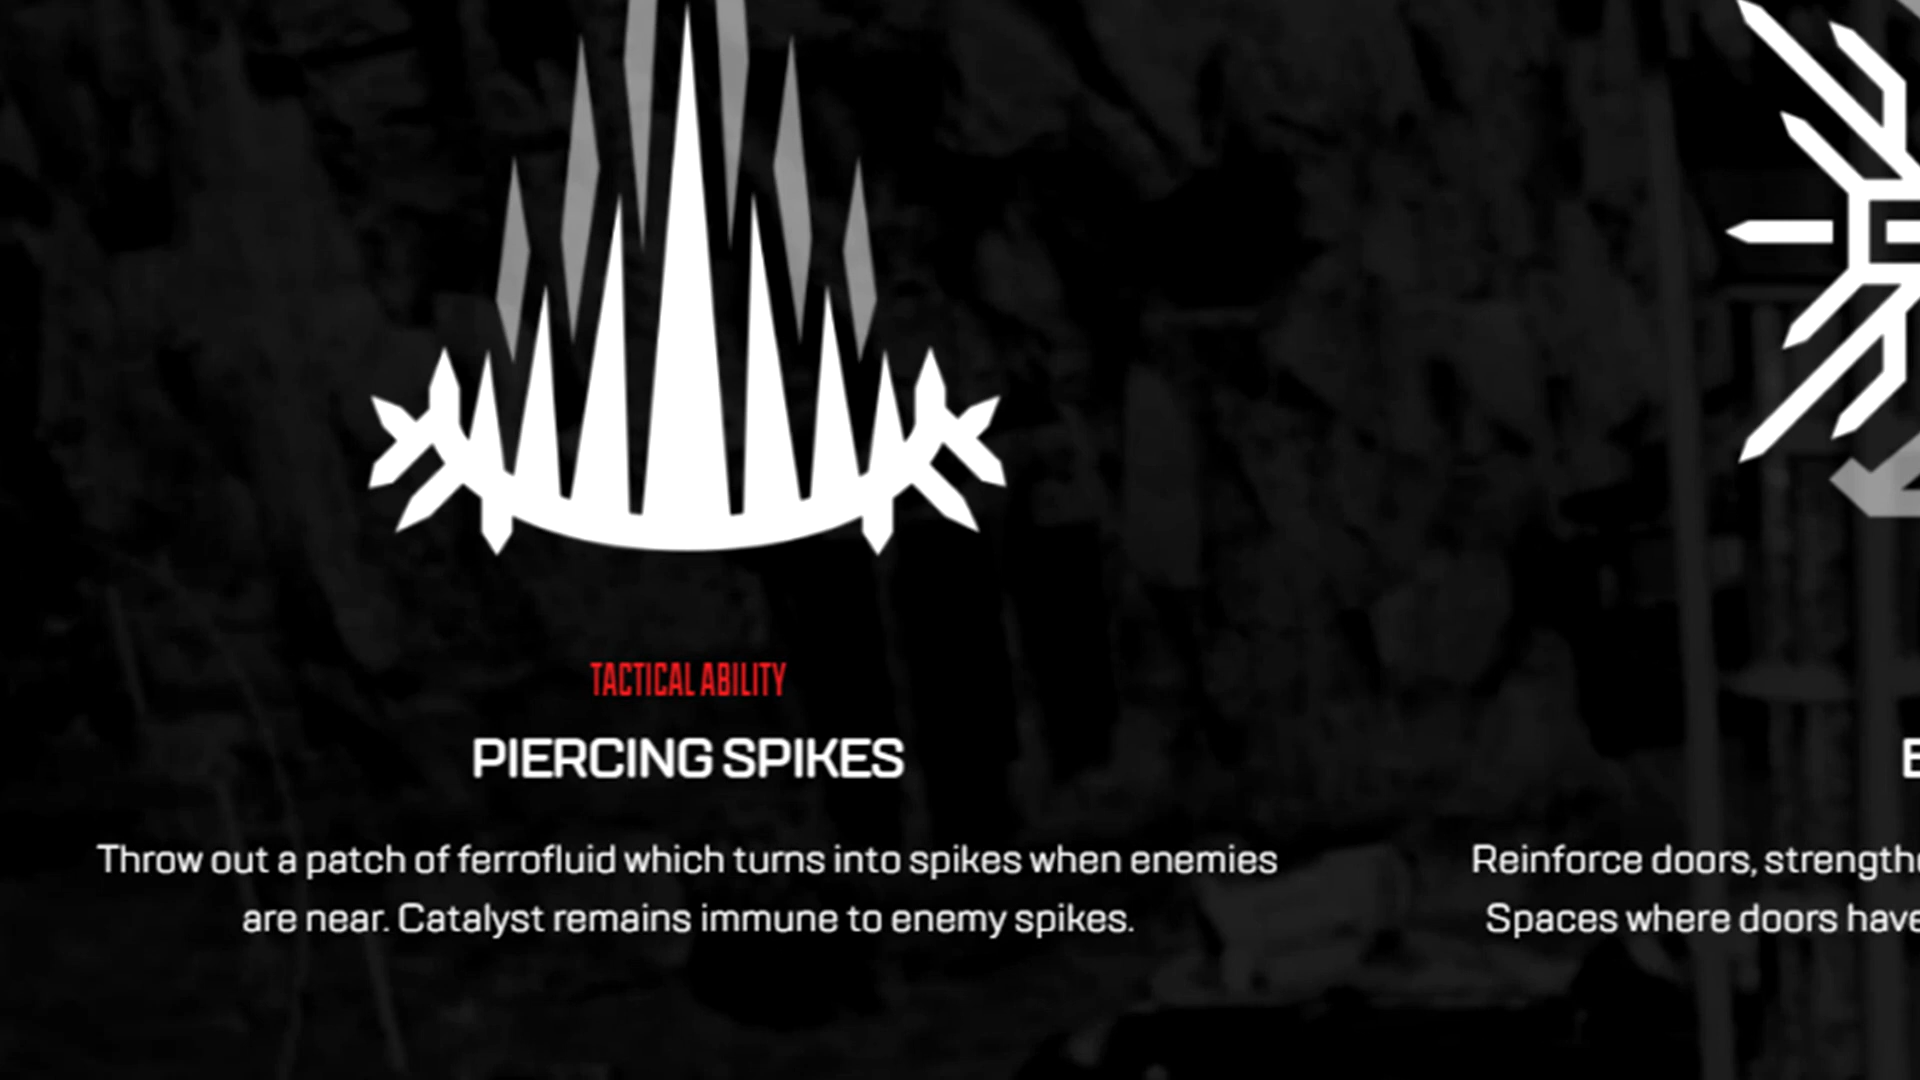 TACTICAL ABILITY
PIERCING SPIKES
Throw out a patch of ferrofluid which turns into spikes when enemies
are near. Catalyst remains immune to enemy spikes.
Reinforce doors,
Spaces where doors have